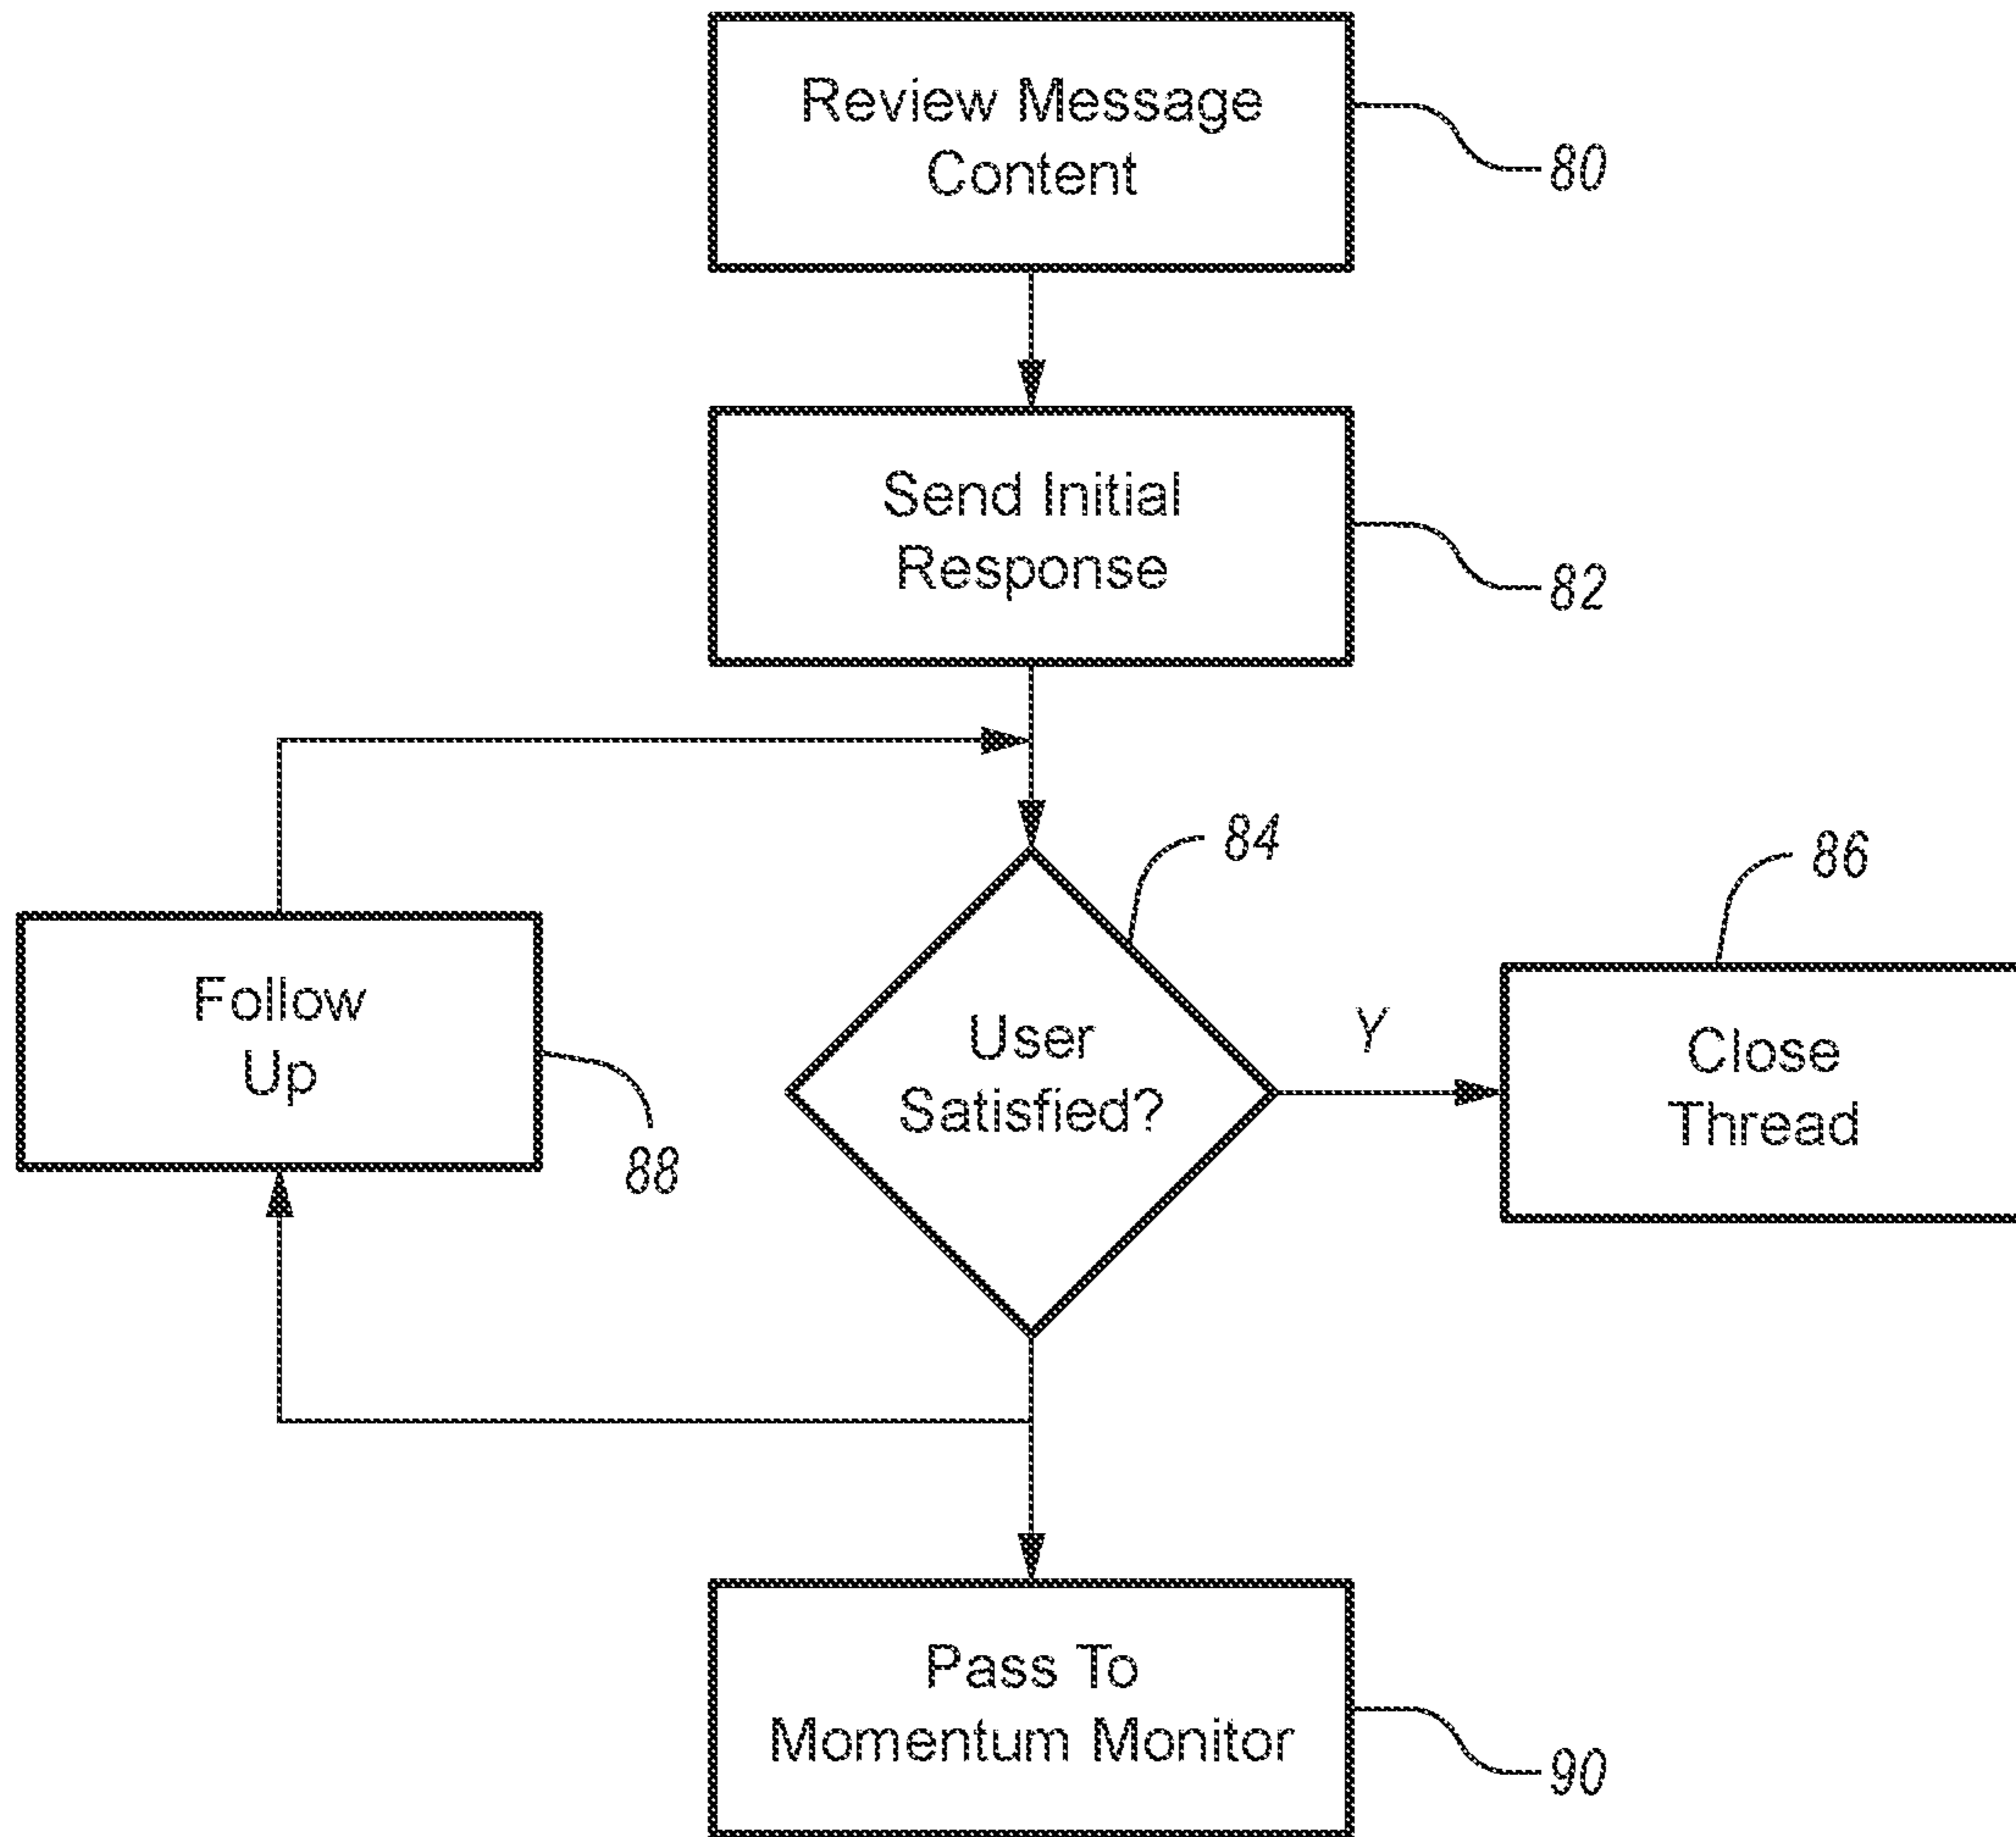 Review Message
Content
80
Send Initial
Response
82
84
86
Follow
Up
88
User
Satisfied?
Y
Close
Thread
Pass To
Momentum Monitor
90